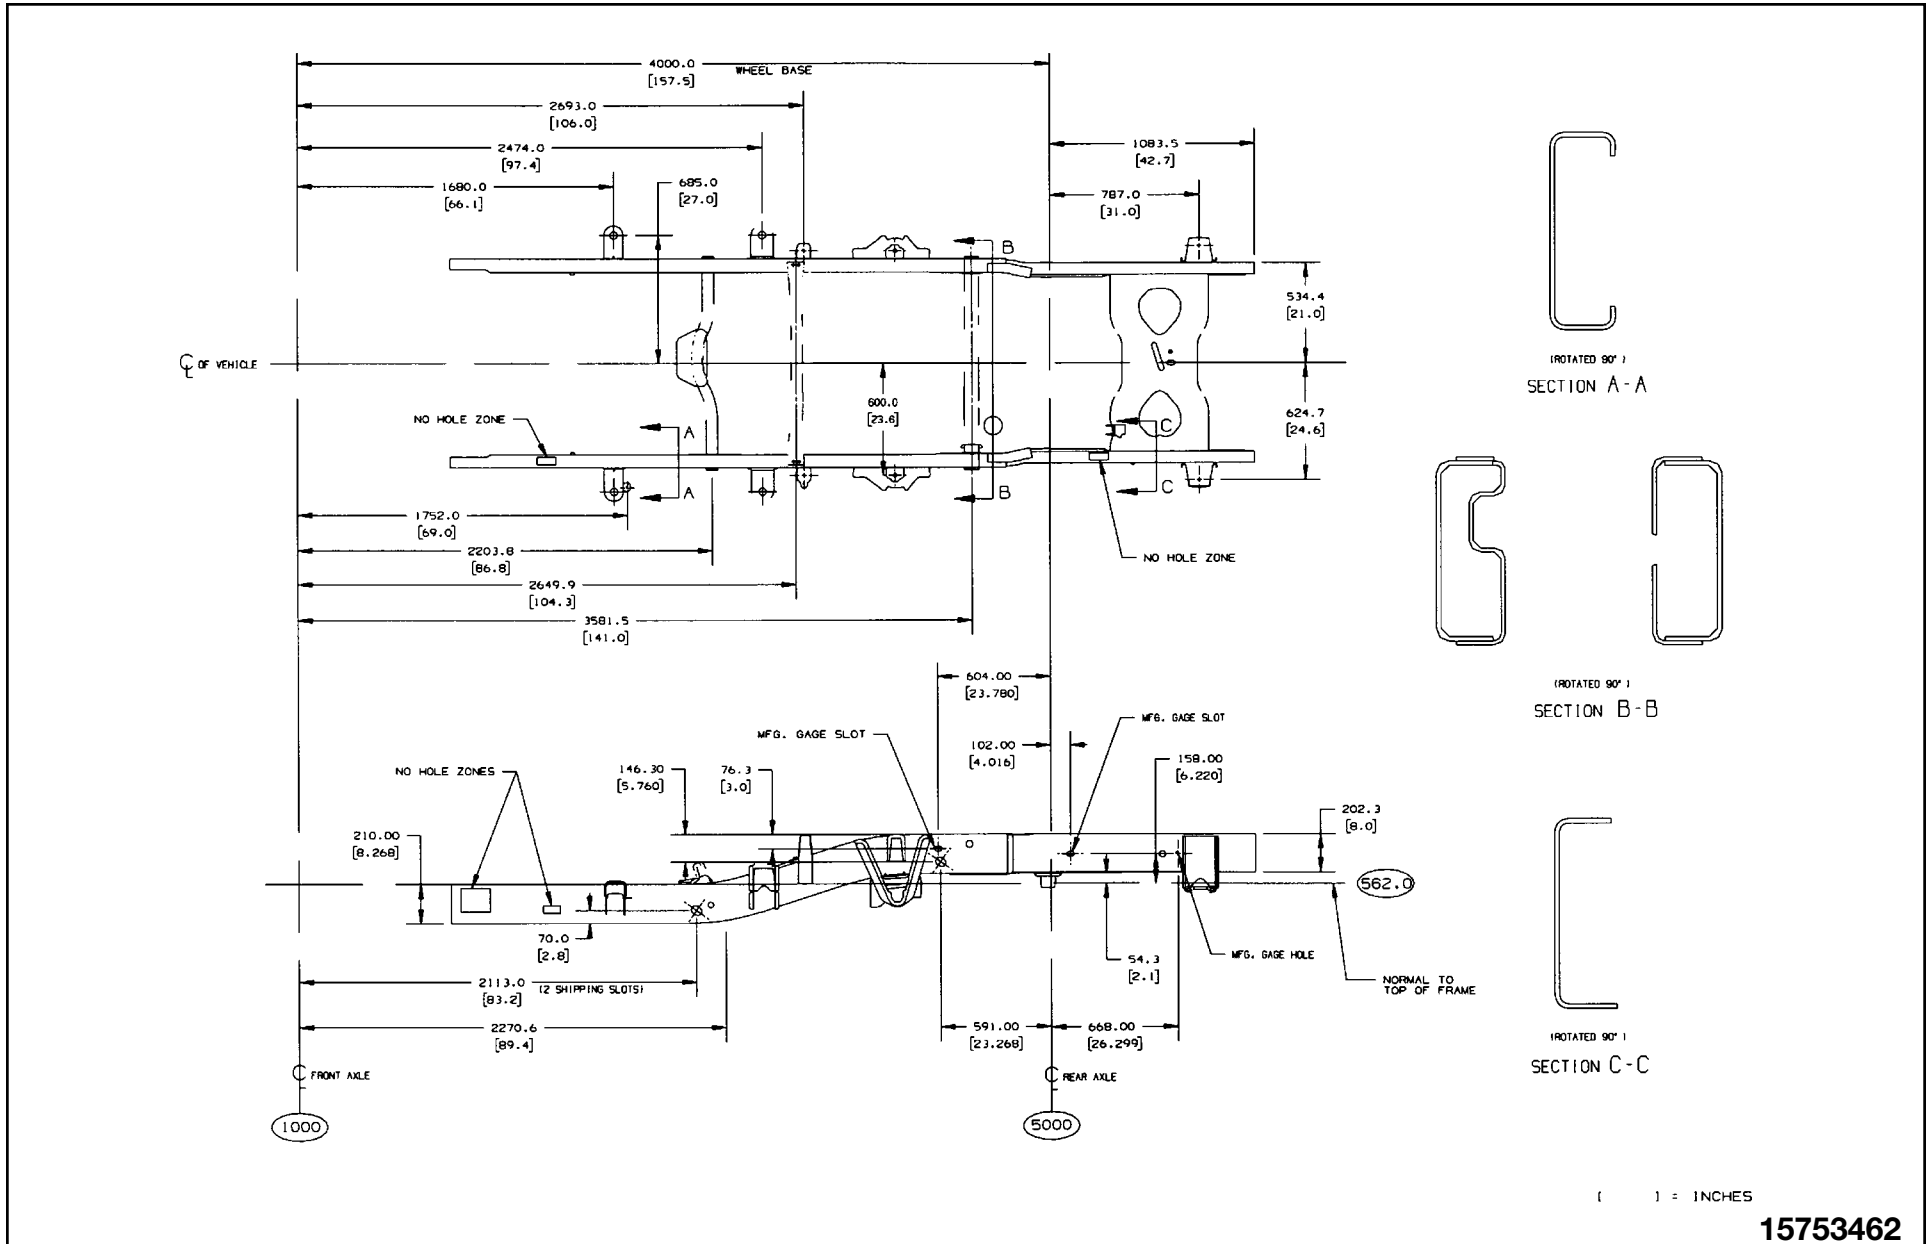 4000.0
[157.5]
WHEEL BASE
2693.0
[106.0]
2474.0
[97.4]
1083.5
[42.7]
1680.0
[66.1]
685.0
[27.0]
787.0
[31.0]
B
534.4
[21.0]
(ROTATED 90°)
SECTION A-A
℄ OF VEHICLE
600.0
[23.6]
624.7
[24.6]
NO HOLE ZONE
A
C
A
B
C
1752.0
[69.0]
2203.8
[86.8]
NO HOLE ZONE
2649.9
[104.3]
3581.5
[141.0]
(ROTATED 90°)
SECTION B-B
604.00
[23.780]
MFG. GAGE SLOT
MFG. GAGE SLOT
102.00
[4.016]
158.00
[6.220]
NO HOLE ZONES
146.30
[5.760]
76.3
[3.0]
202.3
[8.0]
210.00
[8.268]
562.0
70.0
[2.8]
54.3
[2.1]
MFG. GAGE HOLE
NORMAL TO
TOP OF FRAME
2113.0
[83.2]
(2 SHIPPING SLOTS)
2270.6
[89.4]
591.00
[23.268]
668.00
[26.299]
(ROTATED 90°)
SECTION C-C
℄ FRONT AXLE
℄ REAR AXLE
1000
5000
[ ] = INCHES
15753462